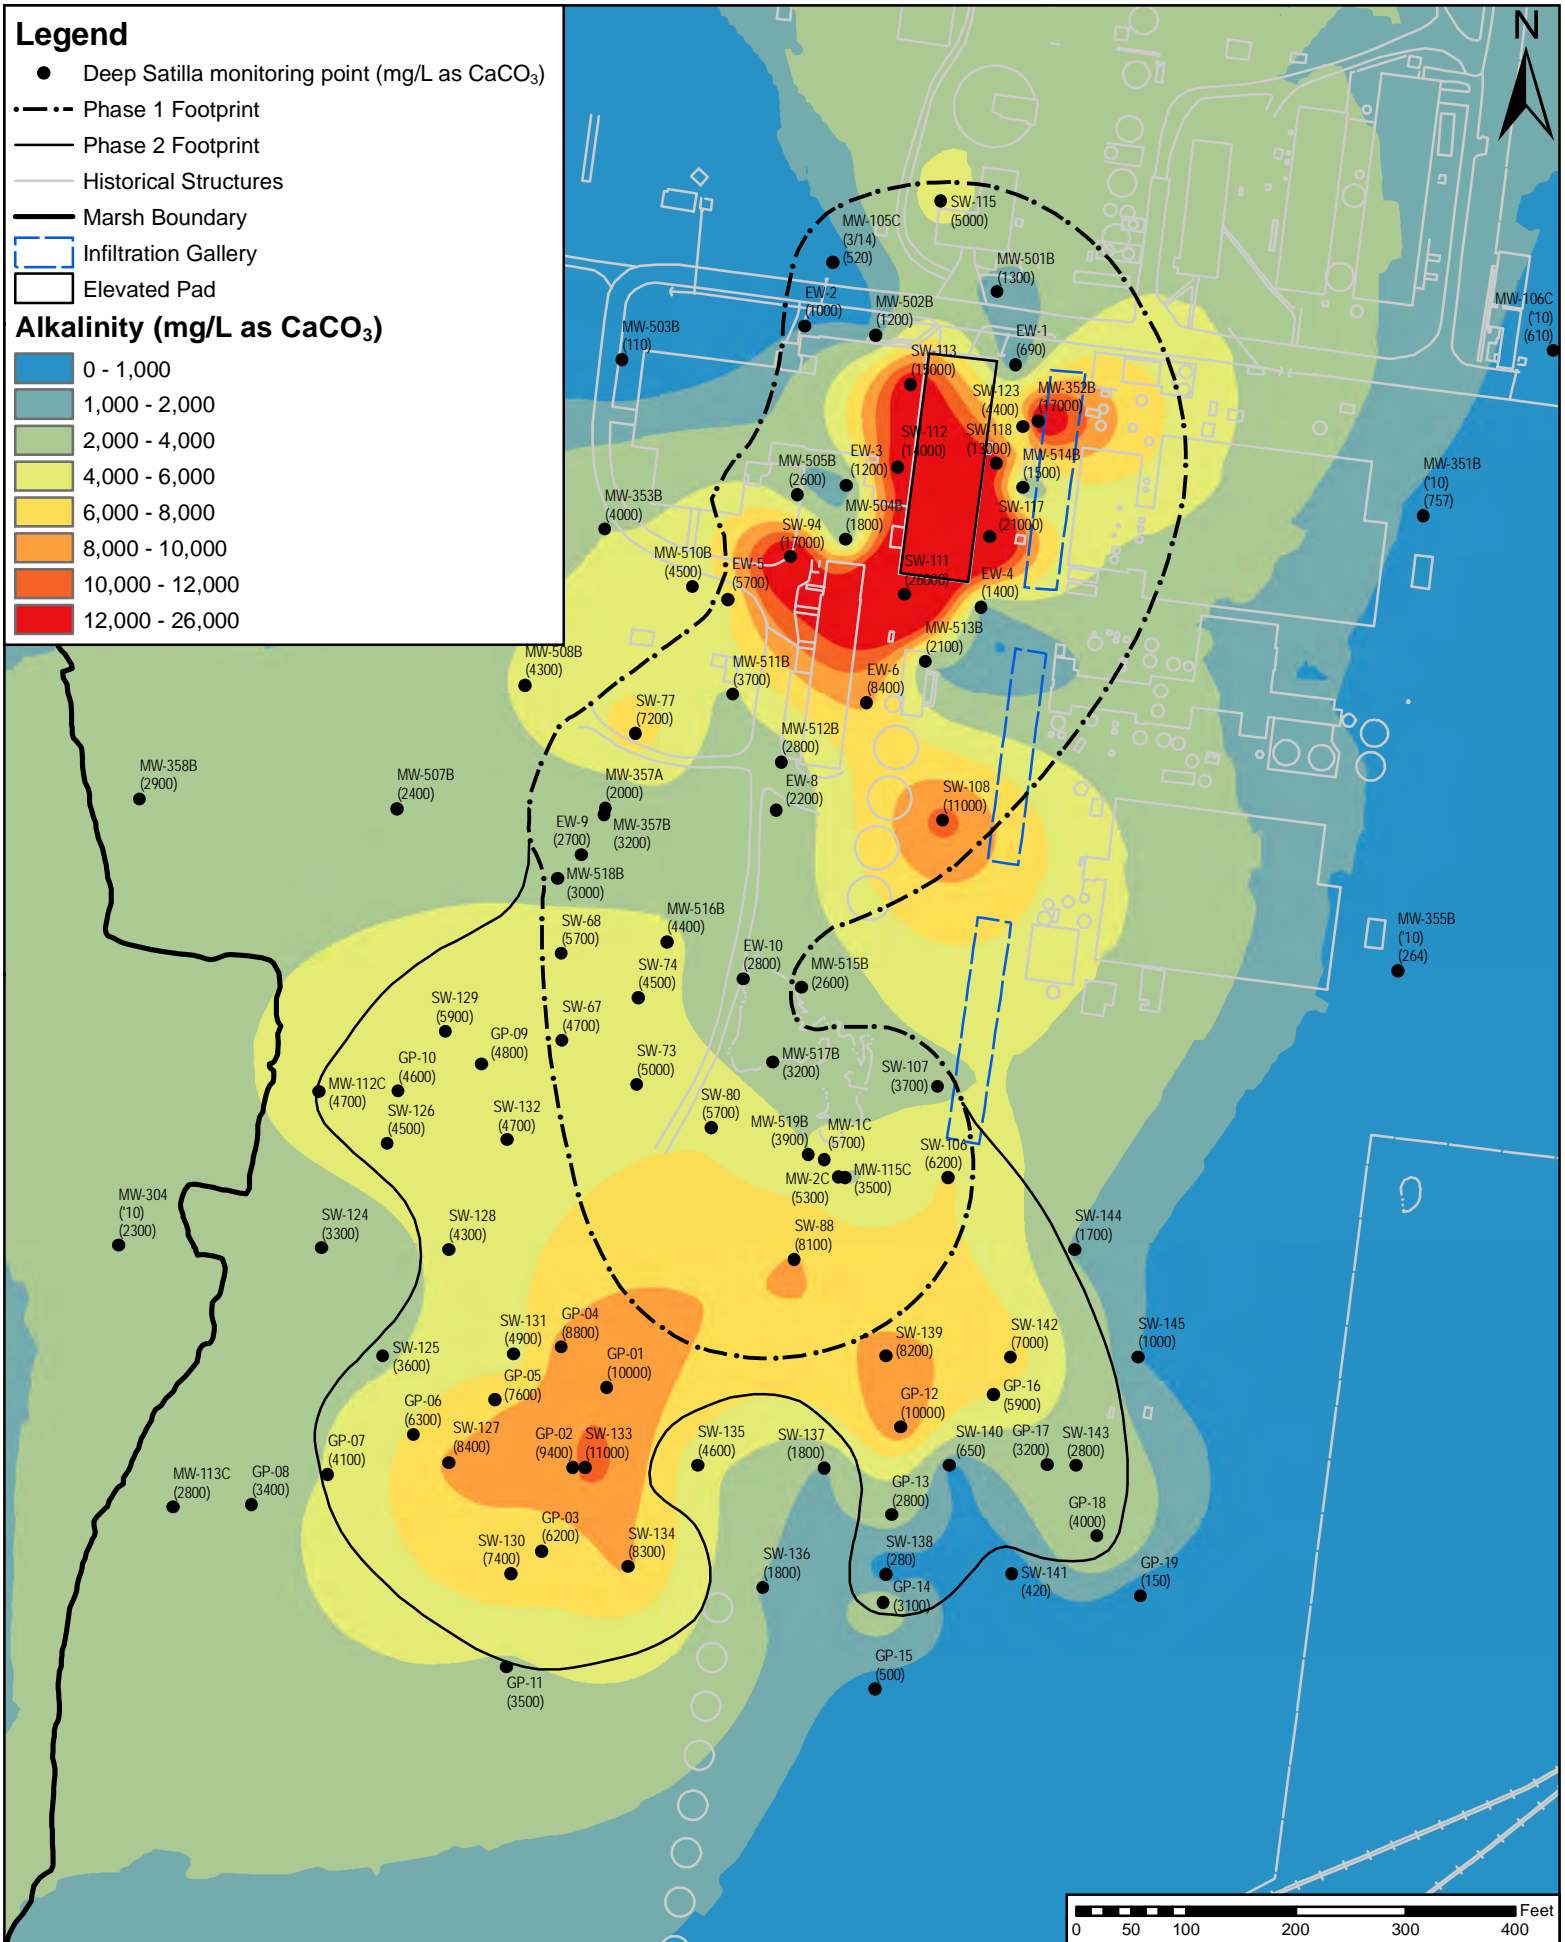 Legend
Deep Satilla monitoring point (mg/L as CaCO₃)
Phase 1 Footprint
Phase 2 Footprint
Historical Structures
Marsh Boundary
Infiltration Gallery
Elevated Pad
Alkalinity (mg/L as CaCO₃)
0 - 1,000
1,000 - 2,000
2,000 - 4,000
4,000 - 6,000
6,000 - 8,000
8,000 - 10,000
10,000 - 12,000
12,000 - 26,000
N
SW-115
(5000)
MW-105C
(3/14)
(520)
MW-501B
(1300)
EW-2
(1000)
MW-502B
(1200)
MW-106C
('10)
(610)
MW-503B
(110)
EW-1
(690)
SW-113
(15000)
SW-123
(4400)
MW-352B
(17000)
SW-112
(14000)
SW-118
(13000)
EW-3
(1200)
MW-505B
(2600)
MW-514B
(1500)
MW-351B
('10)
(757)
MW-353B
(4000)
MW-504B
(1800)
SW-117
(21000)
SW-94
(17000)
MW-510B
(4500)
EW-5
(5700)
SW-111
(26000)
EW-4
(1400)
MW-513B
(2100)
MW-508B
(4300)
MW-511B
(3700)
EW-6
(8400)
SW-77
(7200)
MW-512B
(2800)
MW-358B
(2900)
MW-507B
(2400)
MW-357A
(2000)
EW-8
(2200)
SW-108
(11000)
EW-9
(2700)
MW-357B
(3200)
MW-518B
(3000)
MW-516B
(4400)
SW-68
(5700)
MW-355B
('10)
(264)
EW-10
(2800)
MW-515B
(2600)
SW-74
(4500)
SW-129
(5900)
SW-67
(4700)
GP-09
(4800)
GP-10
(4600)
SW-73
(5000)
MW-517B
(3200)
SW-107
(3700)
MW-112C
(4700)
SW-126
(4500)
SW-132
(4700)
SW-80
(5700)
MW-519B
(3900)
MW-1C
(5700)
SW-106
(6200)
MW-2C
(5300)
MW-115C
(3500)
MW-304
('10)
(2300)
SW-124
(3300)
SW-128
(4300)
SW-88
(8100)
SW-144
(1700)
SW-131
(4900)
GP-04
(8800)
SW-139
(8200)
SW-142
(7000)
SW-145
(1000)
SW-125
(3600)
GP-01
(10000)
GP-05
(7600)
GP-12
(10000)
GP-16
(5900)
GP-06
(6300)
SW-127
(8400)
GP-02
(9400)
SW-133
(11000)
SW-135
(4600)
SW-137
(1800)
SW-140
(650)
GP-17
(3200)
SW-143
(2800)
GP-07
(4100)
MW-113C
(2800)
GP-08
(3400)
GP-13
(2800)
GP-18
(4000)
GP-03
(6200)
SW-130
(7400)
SW-134
(8300)
SW-136
(1800)
SW-138
(280)
GP-14
(3100)
SW-141
(420)
GP-19
(150)
GP-15
(500)
GP-11
(3500)
Feet
0 50 100 200 300 400